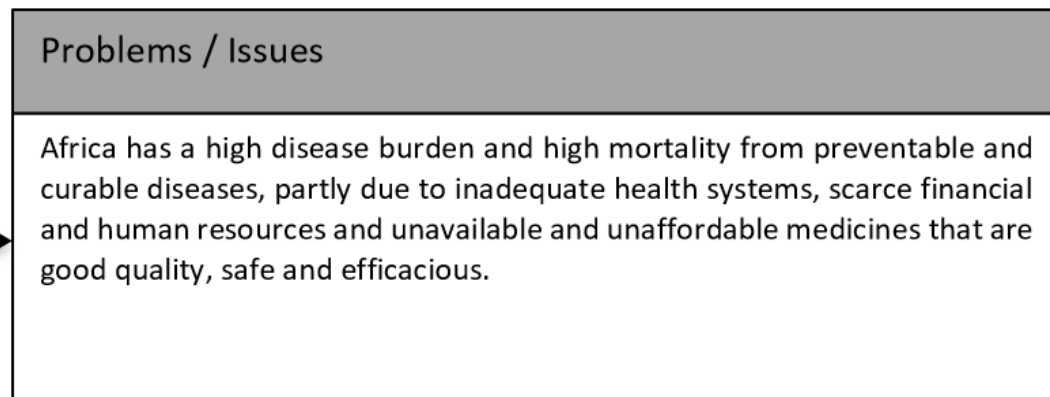 Problems / Issues
Africa has a high disease burden and high mortality from preventable and
curable diseases, partly due to inadequate health systems, scarce financial
and human resources and unavailable and unaffordable medicines that are
good quality, safe and efficacious.